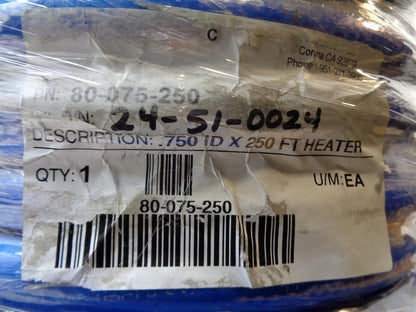 C
Corona CA 92879
PN: 80-075-250
S/N: 24-51-0024
DESCRIPTION: .750 ID X 250 FT HEATER
QTY: 1
U/M:EA
80-075-250